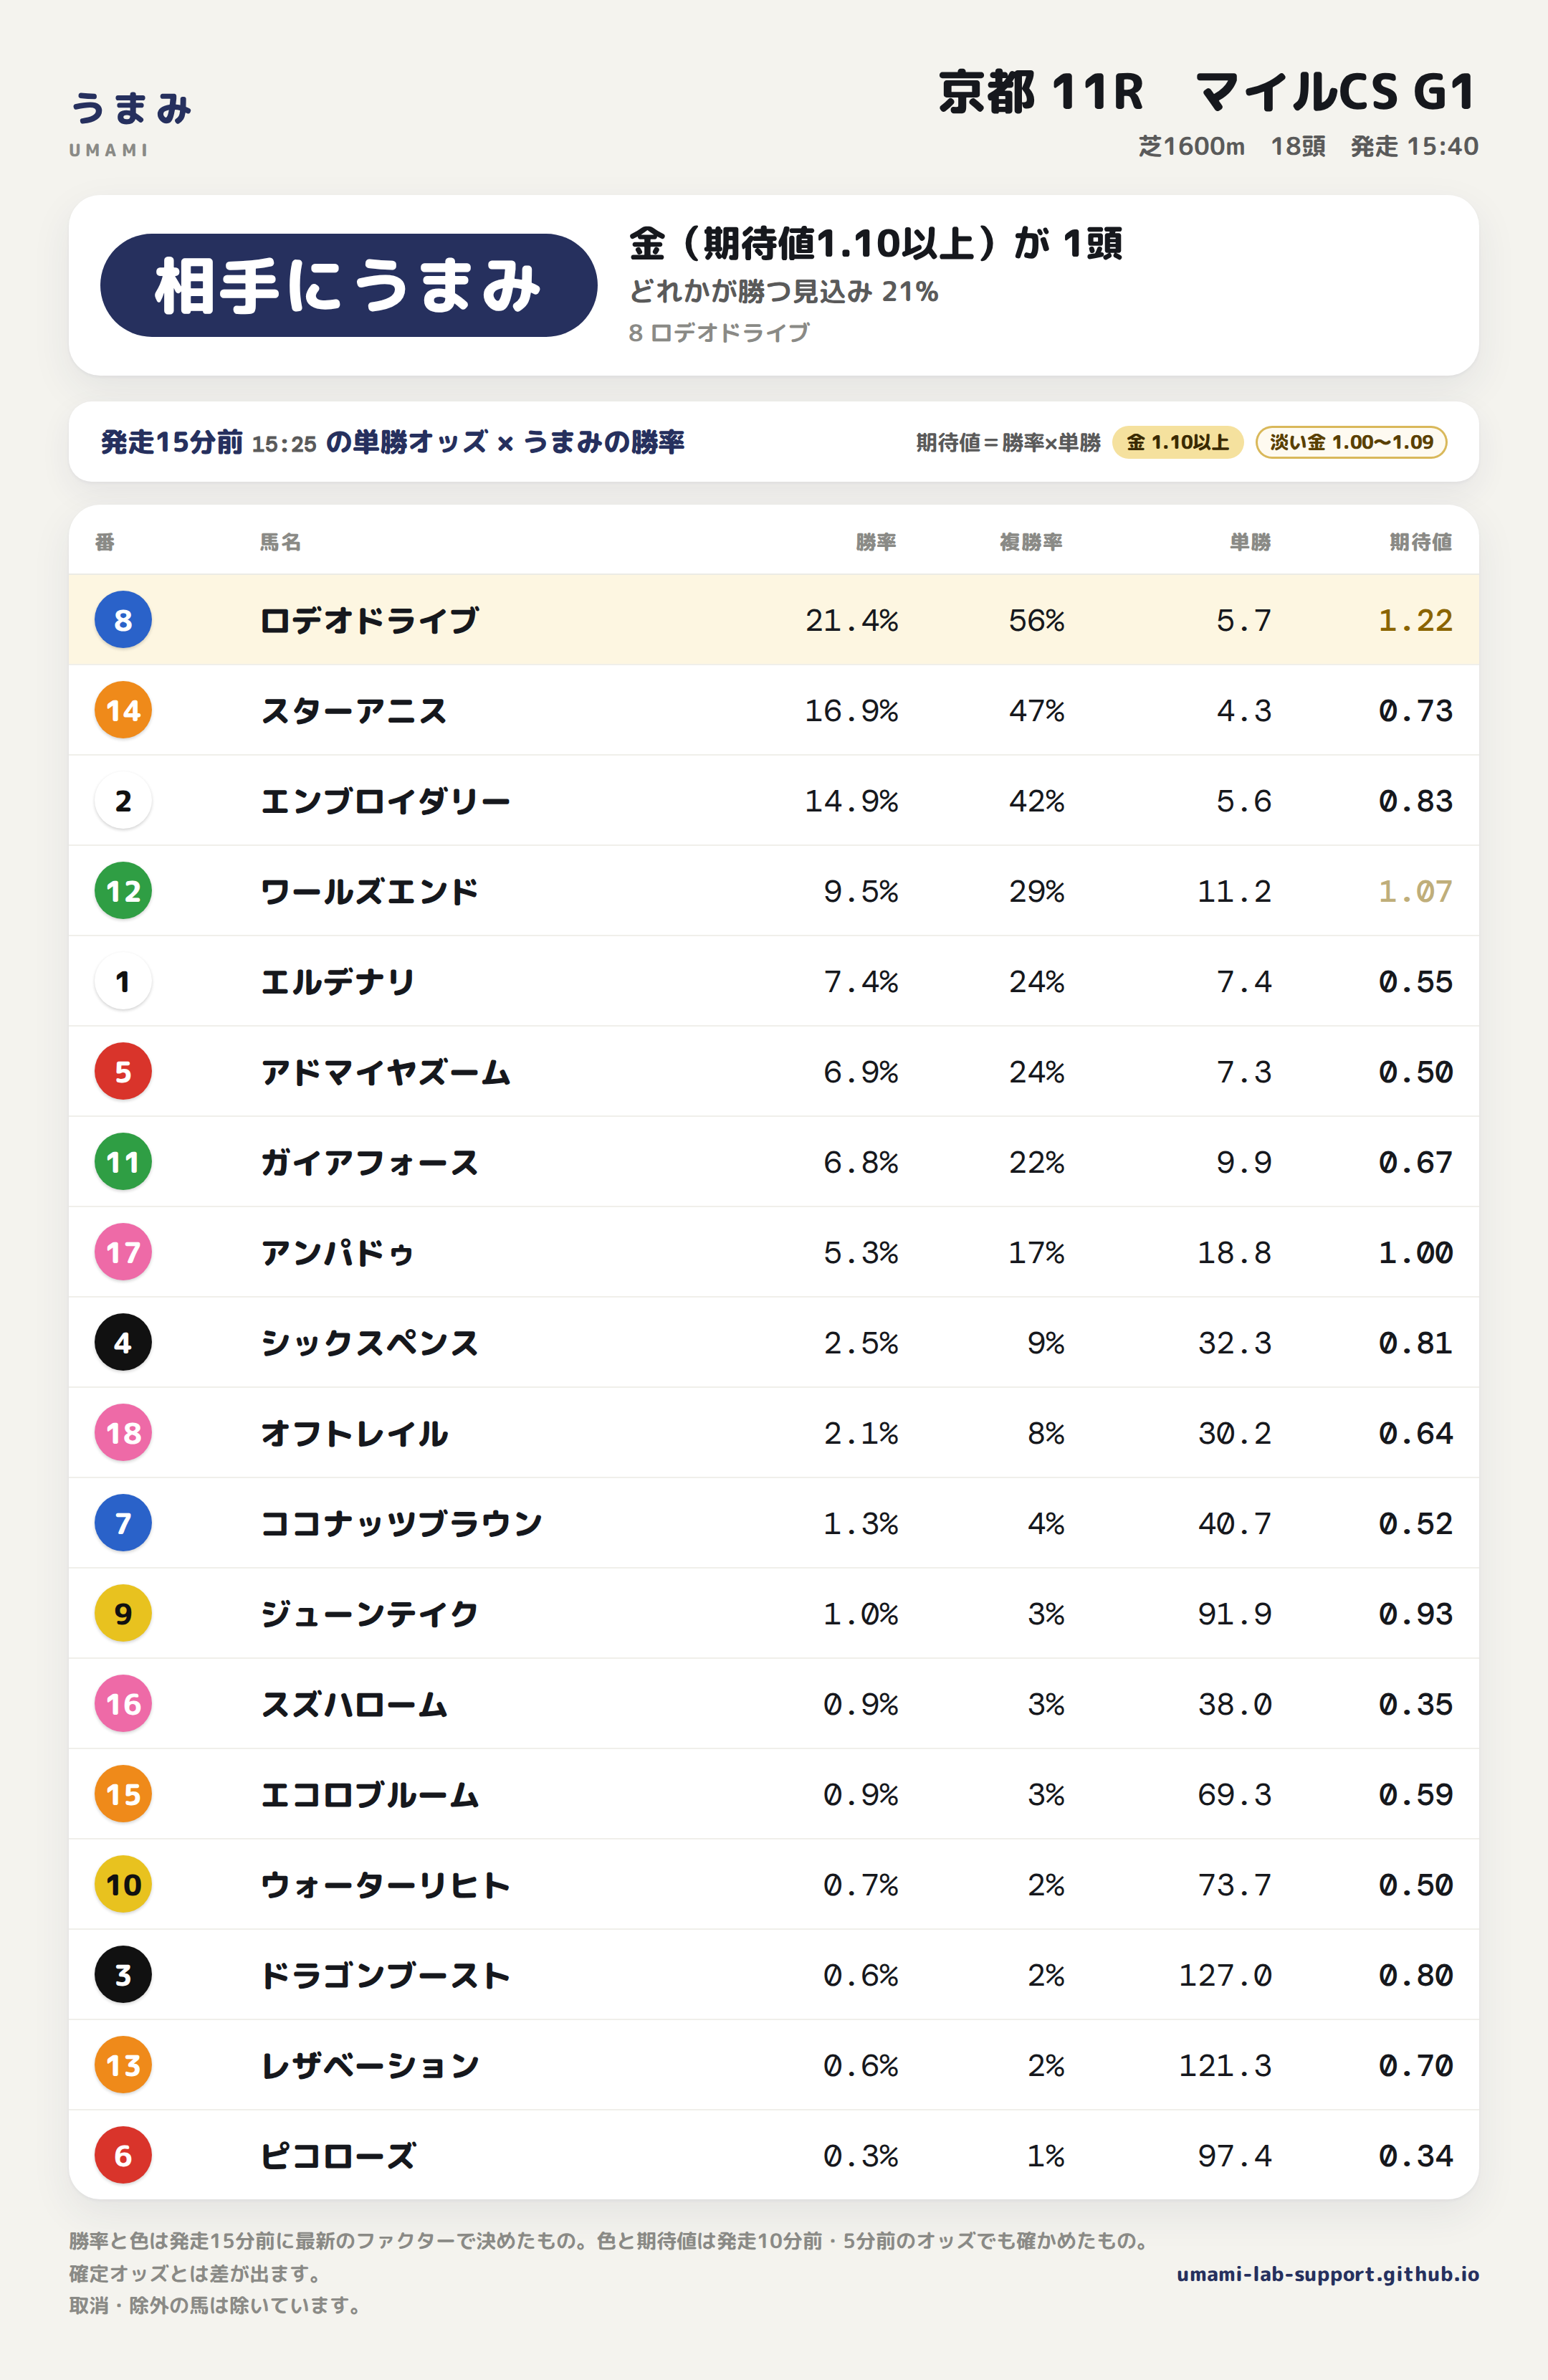 うまみ
UMAMI
京都 11R　マイルCS G1
芝1600m　18頭　発走 15:40
相手にうまみ
金（期待値1.10以上）が 1頭
どれかが勝つ見込み 21%
8 ロデオドライブ
発走15分前 15:25 の単勝オッズ × うまみの勝率
期待値＝勝率×単勝 金 1.10以上 淡い金 1.00〜1.09
番 馬名 勝率 複勝率 単勝 期待値
8 ロデオドライブ 21.4% 56% 5.7 1.22
14 スターアニス 16.9% 47% 4.3 0.73
2 エンブロイダリー 14.9% 42% 5.6 0.83
12 ワールズエンド 9.5% 29% 11.2 1.07
1 エルデナリ 7.4% 24% 7.4 0.55
5 アドマイヤズーム 6.9% 24% 7.3 0.50
11 ガイアフォース 6.8% 22% 9.9 0.67
17 アンパドゥ 5.3% 17% 18.8 1.00
4 シックスペンス 2.5% 9% 32.3 0.81
18 オフトレイル 2.1% 8% 30.2 0.64
7 ココナッツブラウン 1.3% 4% 40.7 0.52
9 ジューンテイク 1.0% 3% 91.9 0.93
16 スズハローム 0.9% 3% 38.0 0.35
15 エコロブルーム 0.9% 3% 69.3 0.59
10 ウォーターリヒト 0.7% 2% 73.7 0.50
3 ドラゴンブースト 0.6% 2% 127.0 0.80
13 レザベーション 0.6% 2% 121.3 0.70
6 ピコローズ 0.3% 1% 97.4 0.34
勝率と色は発走15分前に最新のファクターで決めたもの。色と期待値は発走10分前・5分前のオッズでも確かめたもの。
確定オッズとは差が出ます。
取消・除外の馬は除いています。
umami-lab-support.github.io